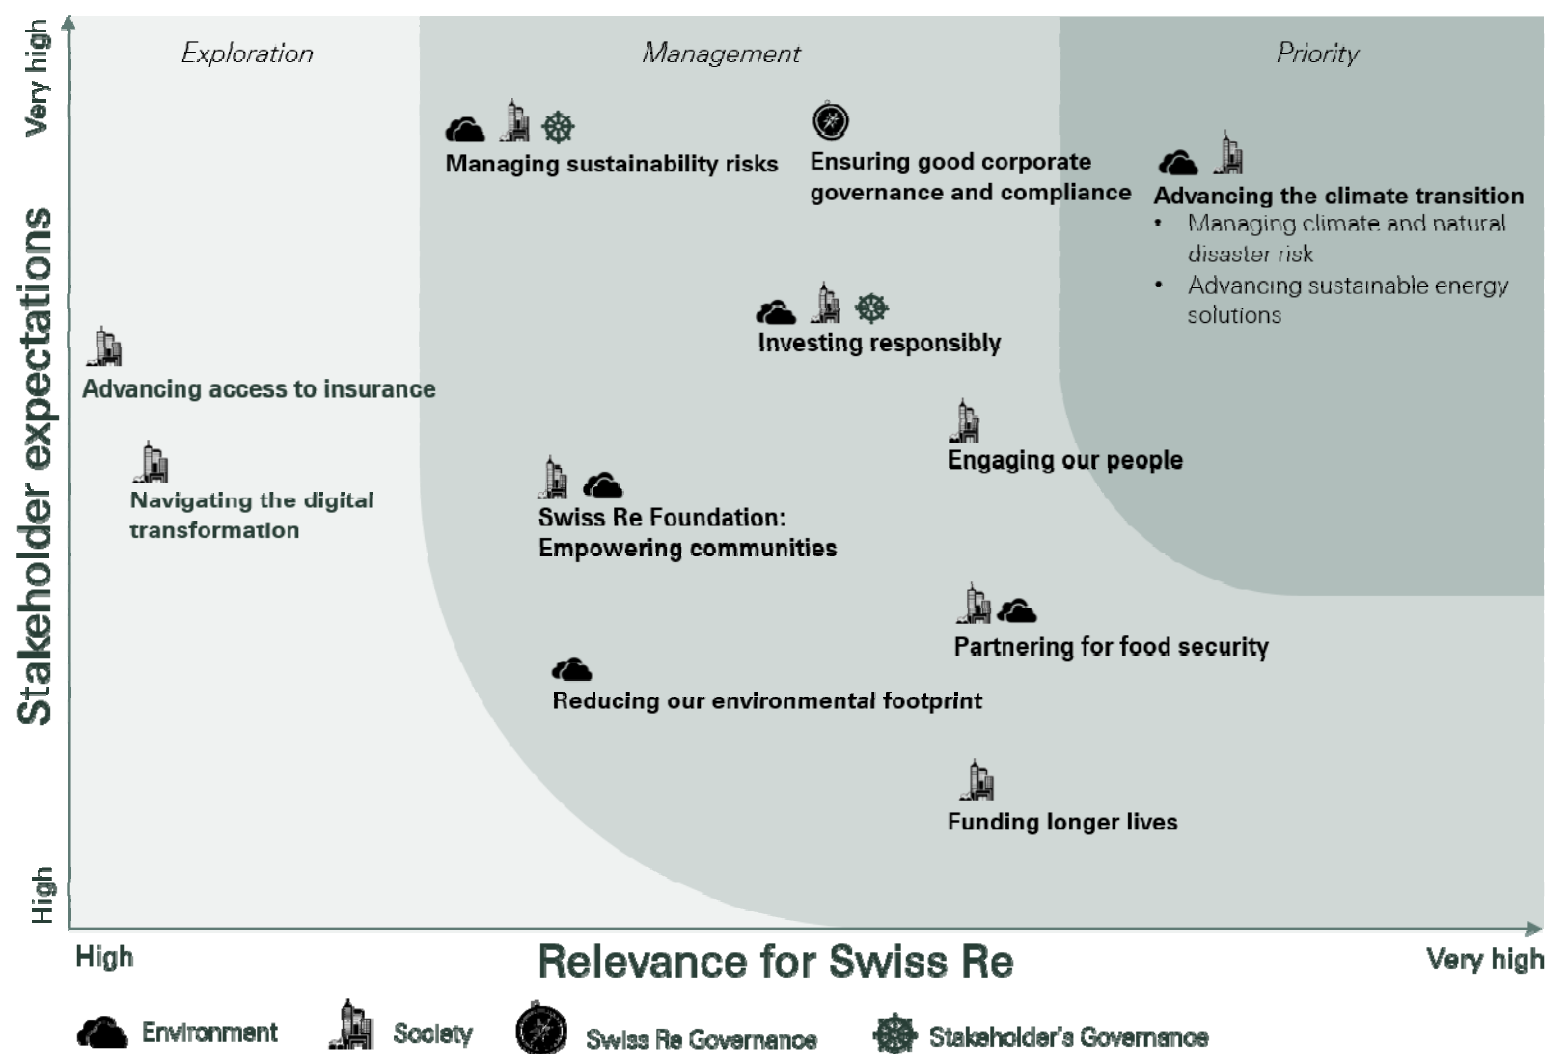 Very high
Stakeholder expectations
High
Exploration
Management
Priority
Managing sustainability risks
Ensuring good corporate
governance and compliance
Advancing the climate transition
• Managing climate and natural
disaster risk
• Advancing sustainable energy
solutions
Investing responsibly
Advancing access to insurance
Engaging our people
Navigating the digital
transformation
Swiss Re Foundation:
Empowering communities
Partnering for food security
Reducing our environmental footprint
Funding longer lives
High
Relevance for Swiss Re
Very high
Environment
Society
Swiss Re Governance
Stakeholder's Governance